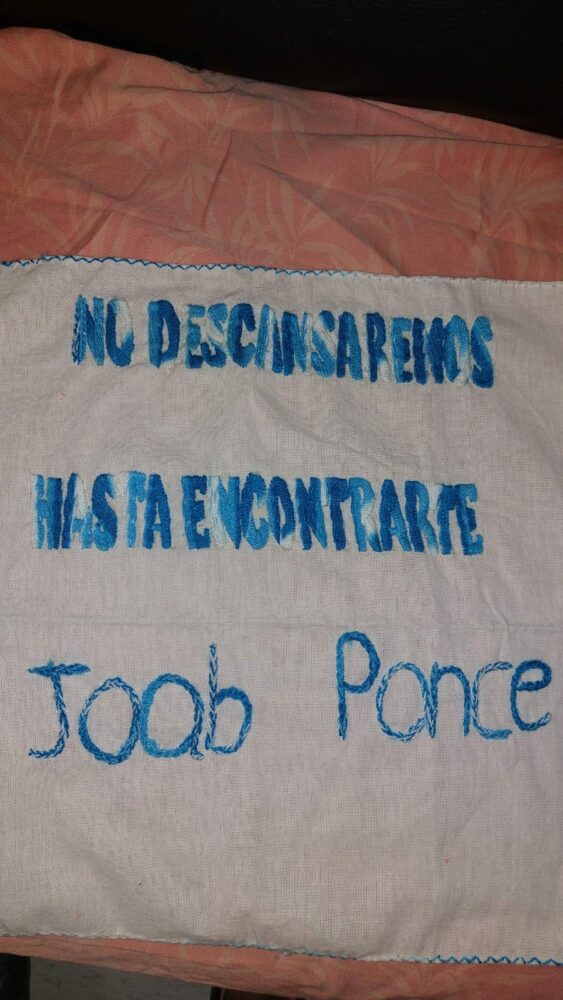 NO DESCANSAREMOS
HASTA ENCONTRARTE
Joab Ponce